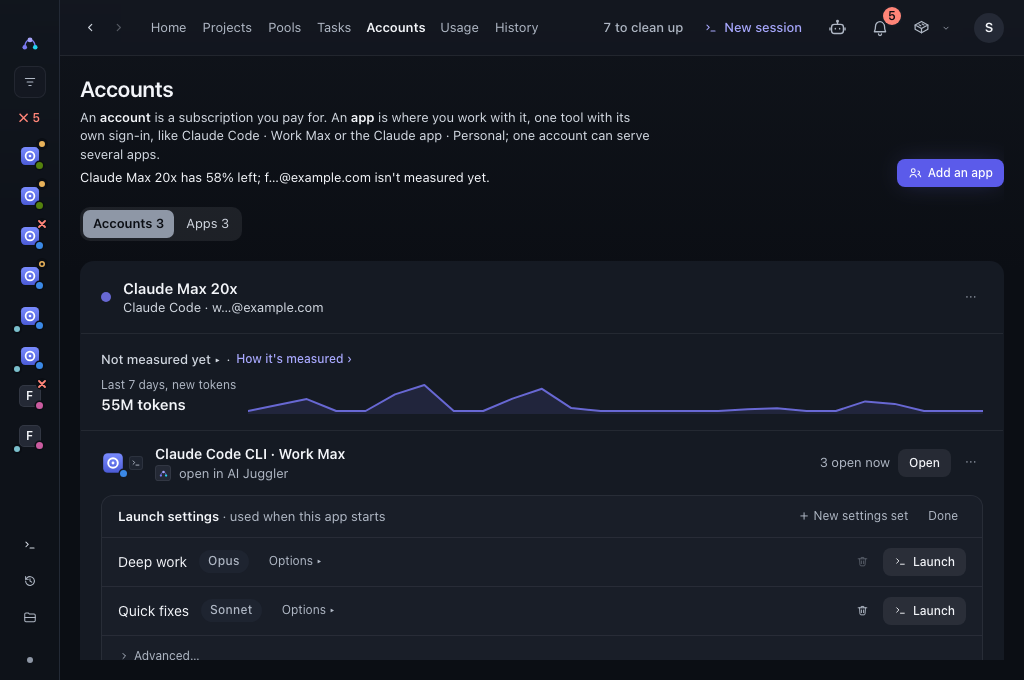 Home Projects Pools Tasks Accounts Usage History 7 to clean up New session 5 S
5
Accounts
An account is a subscription you pay for. An app is where you work with it, one tool with its
own sign-in, like Claude Code · Work Max or the Claude app · Personal; one account can serve
several apps.
Claude Max 20x has 58% left; f...@example.com isn't measured yet.
Add an app
Accounts 3 Apps 3
Claude Max 20x
Claude Code · w...@example.com
Not measured yet ▸ · How it's measured ›
Last 7 days, new tokens
55M tokens
F
F
Claude Code CLI · Work Max
open in AI Juggler
3 open now Open
Launch settings · used when this app starts
+ New settings set Done
Deep work Opus Options ▸ Launch
Quick fixes Sonnet Options ▸ Launch
Advanced...